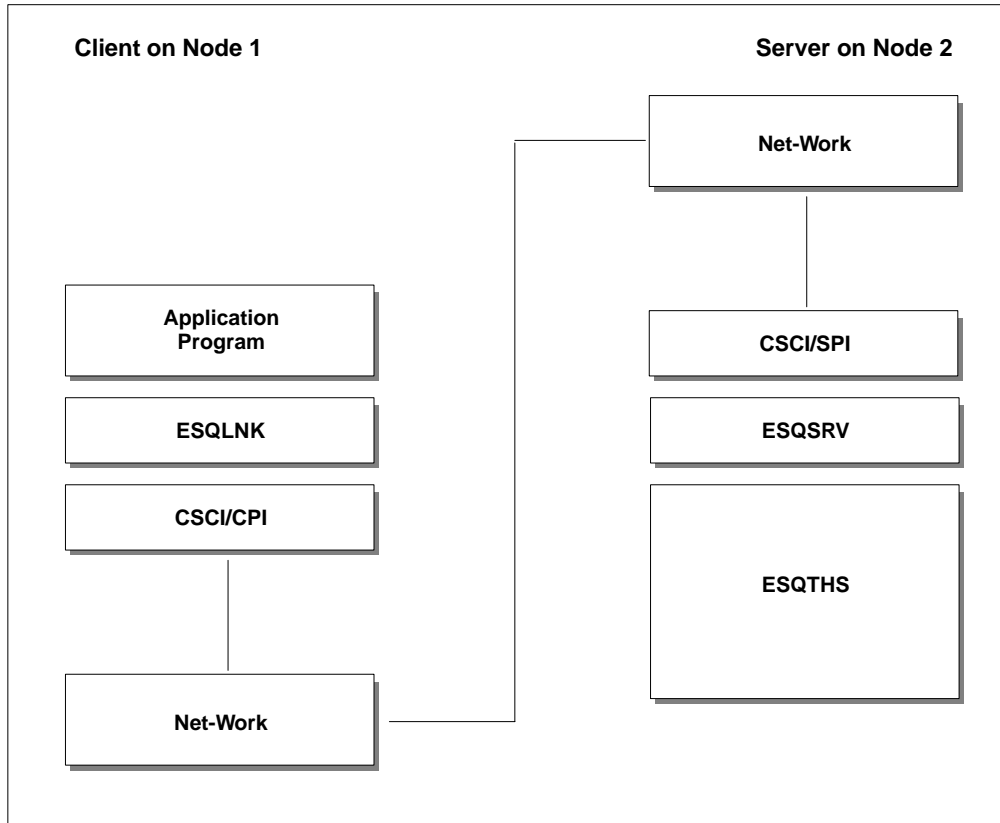 Client on Node 1
Application
Program
ESQLNK
CSCI/CPI
Net-Work
Server on Node 2
Net-Work
CSCI/SPI
ESQSRV
ESQTHS